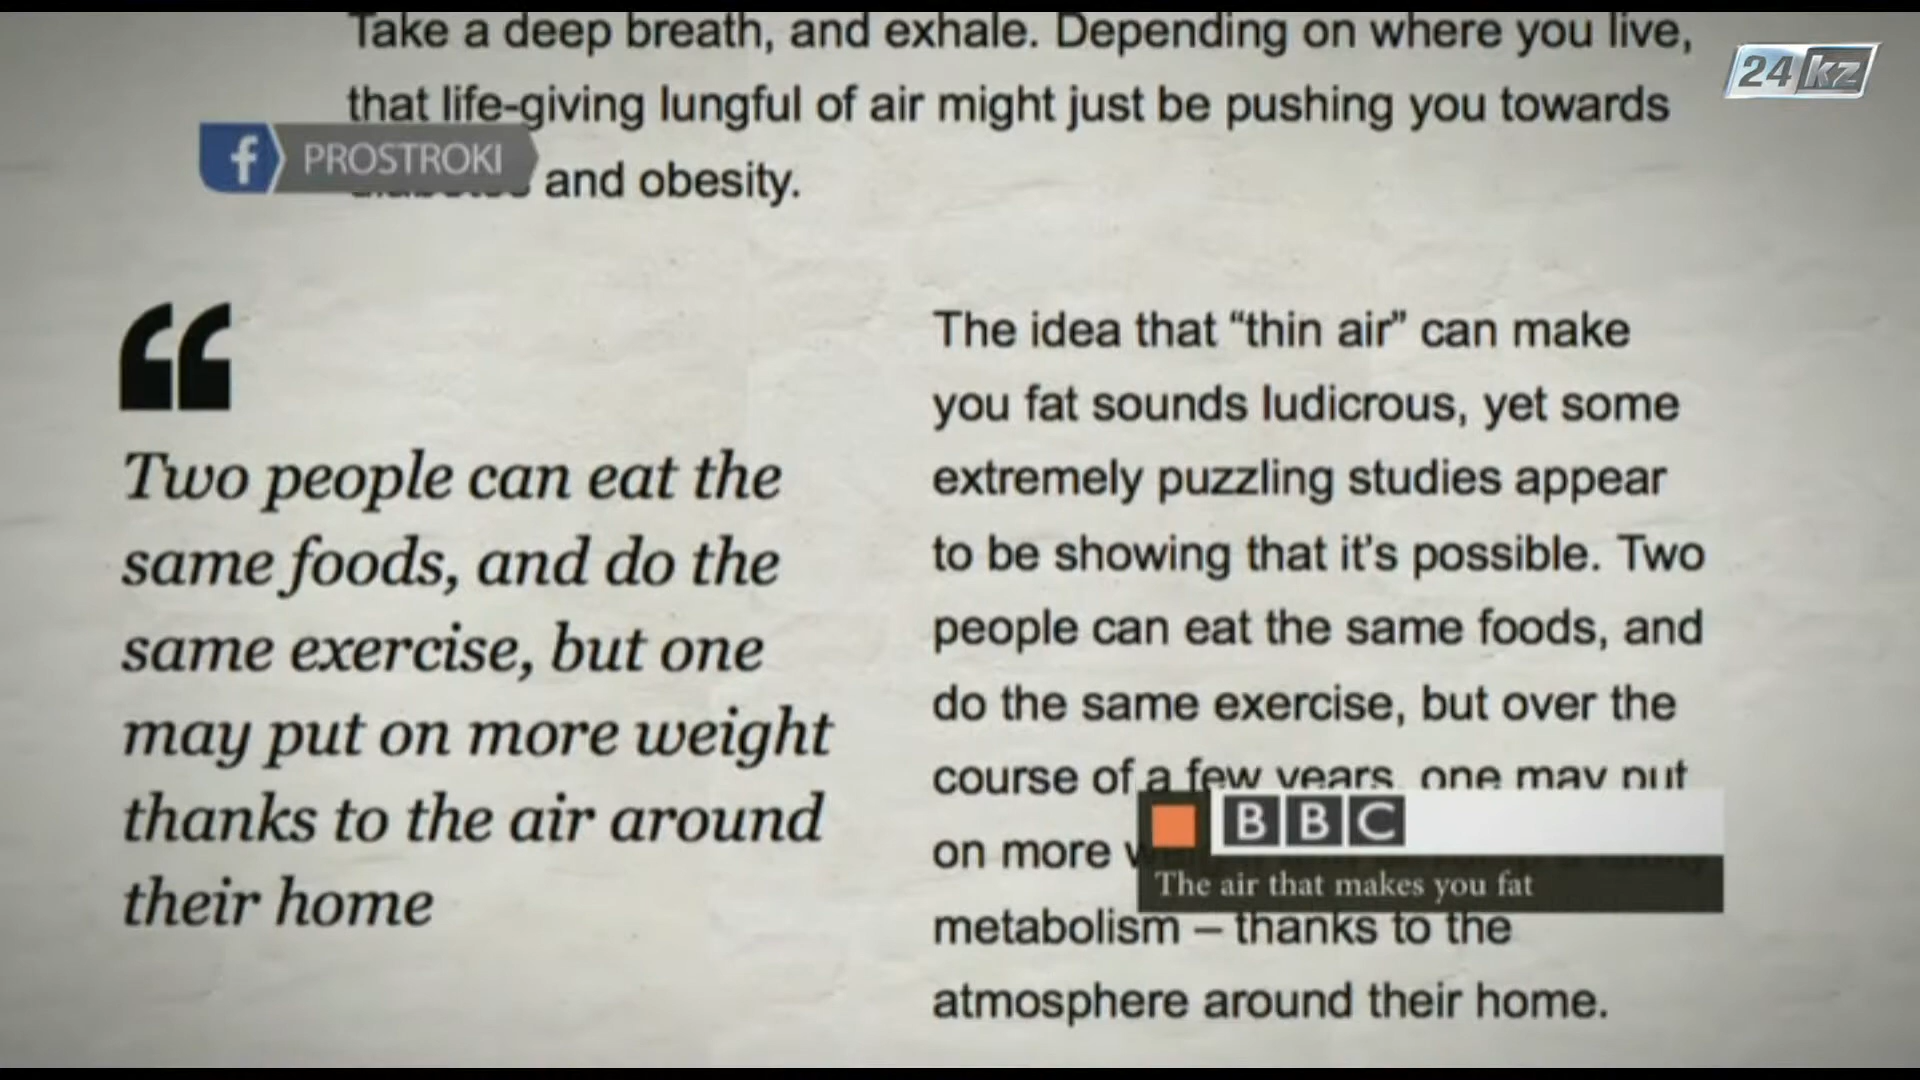 Take a deep breath, and exhale. Depending on where you live,
that life-giving lungful of air might just be pushing you towards
and obesity.
24 kz
f PROSTROKI
“
Two people can eat the
same foods, and do the
same exercise, but one
may put on more weight
thanks to the air around
their home
The idea that “thin air” can make
you fat sounds ludicrous, yet some
extremely puzzling studies appear
to be showing that it’s possible. Two
people can eat the same foods, and
do the same exercise, but over the
course of a few years, one may put
on more
metabolism – thanks to the
atmosphere around their home.
BBC
The air that makes you fat